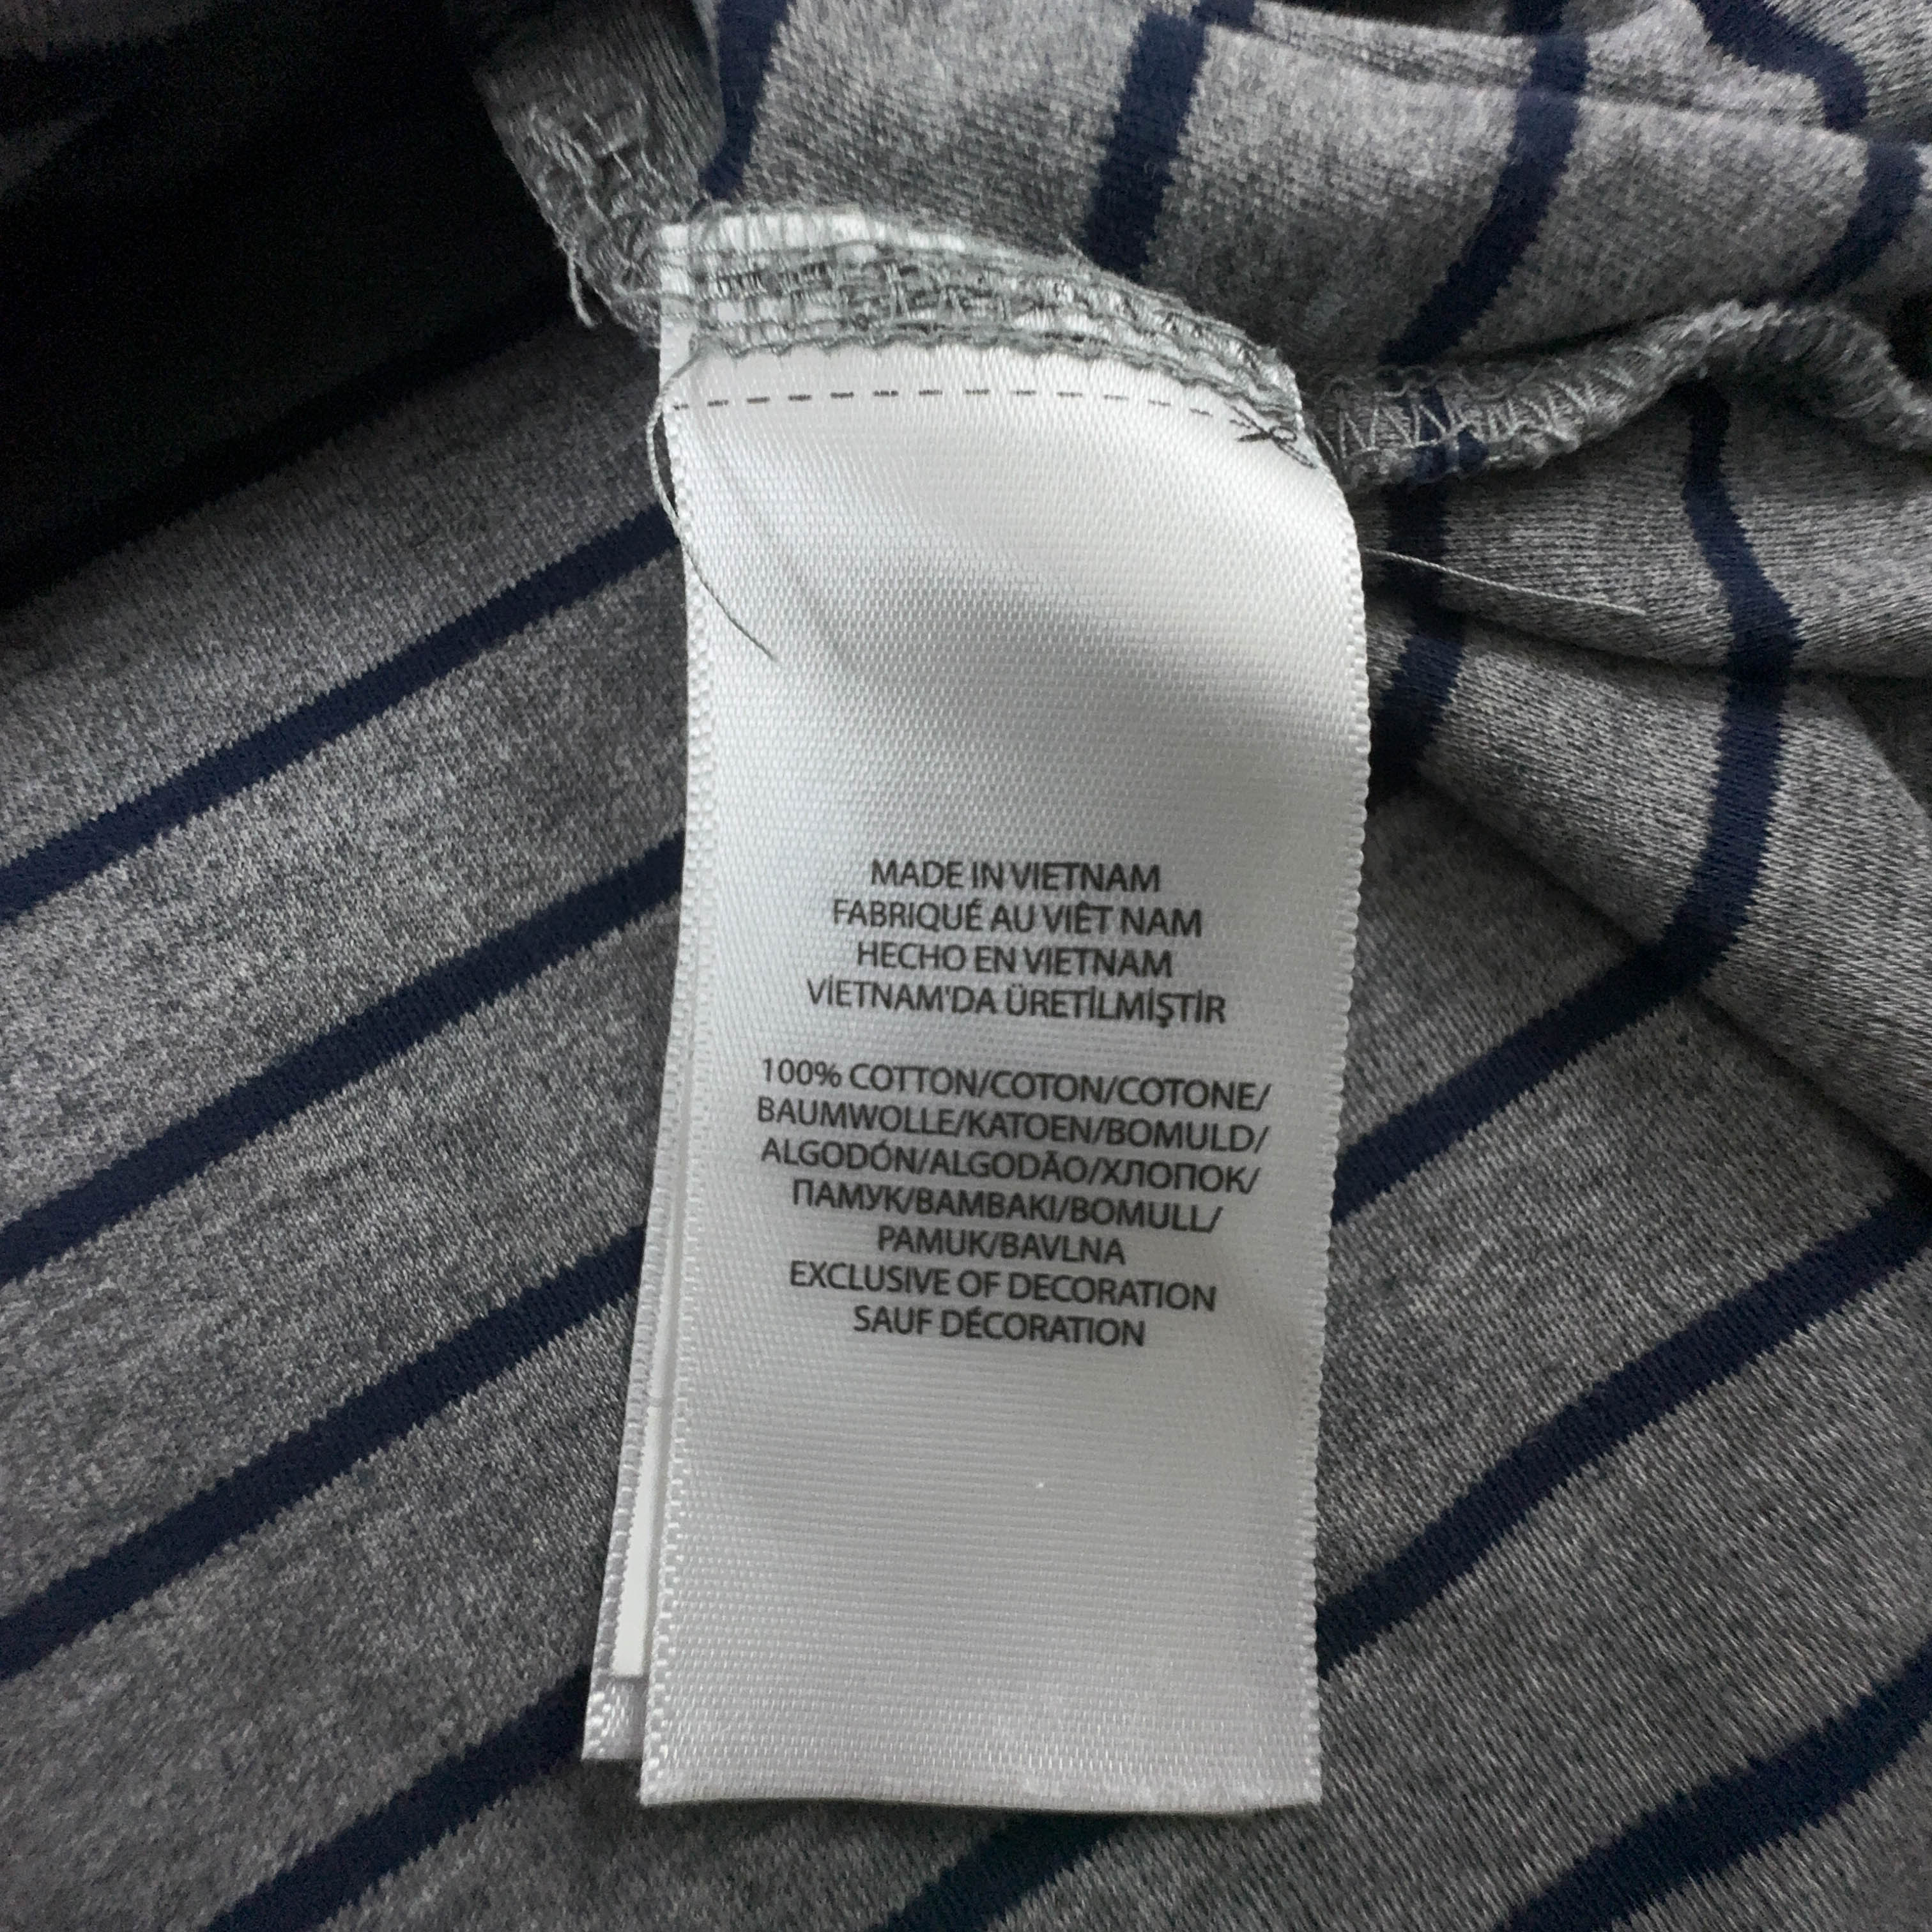 MADE IN VIETNAM
FABRIQUÉ AU VIÊT NAM
HECHO EN VIETNAM
VİETNAM'DA ÜRETİLMİŞTİR
100% COTTON/COTON/COTONE/
BAUMWOLLE/KATOEN/BOMULD/
ALGODÓN/ALGODÃO/ХЛОПОК/
ПАМУК/BAMBAKI/BOMULL/
PAMUK/BAVLNA
EXCLUSIVE OF DECORATION
SAUF DÉCORATION